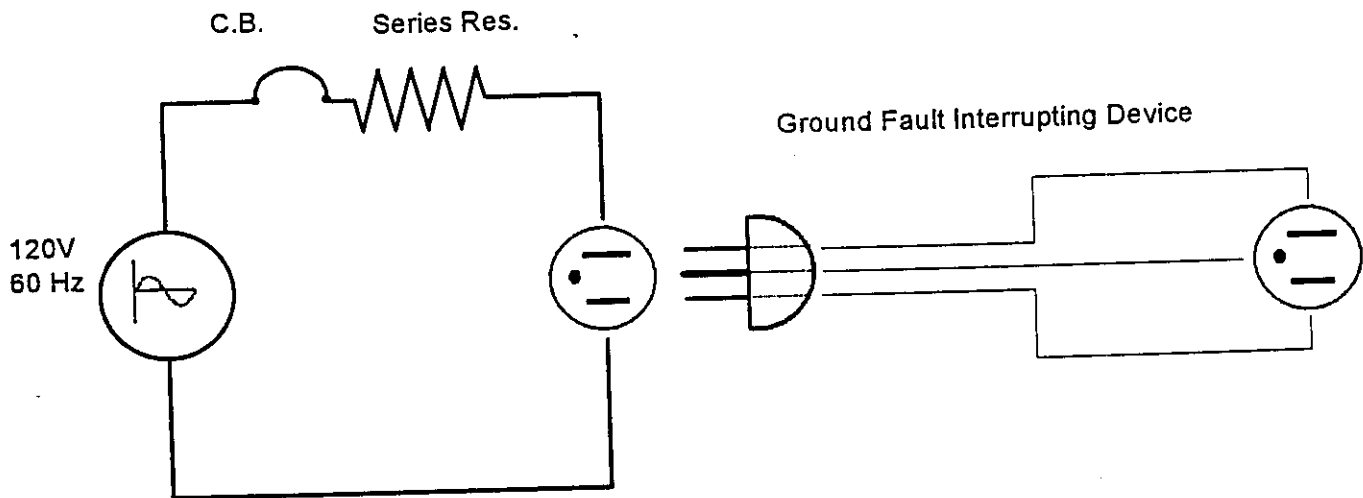 C.B.
Series Res.
Ground Fault Interrupting Device
120V
60 Hz